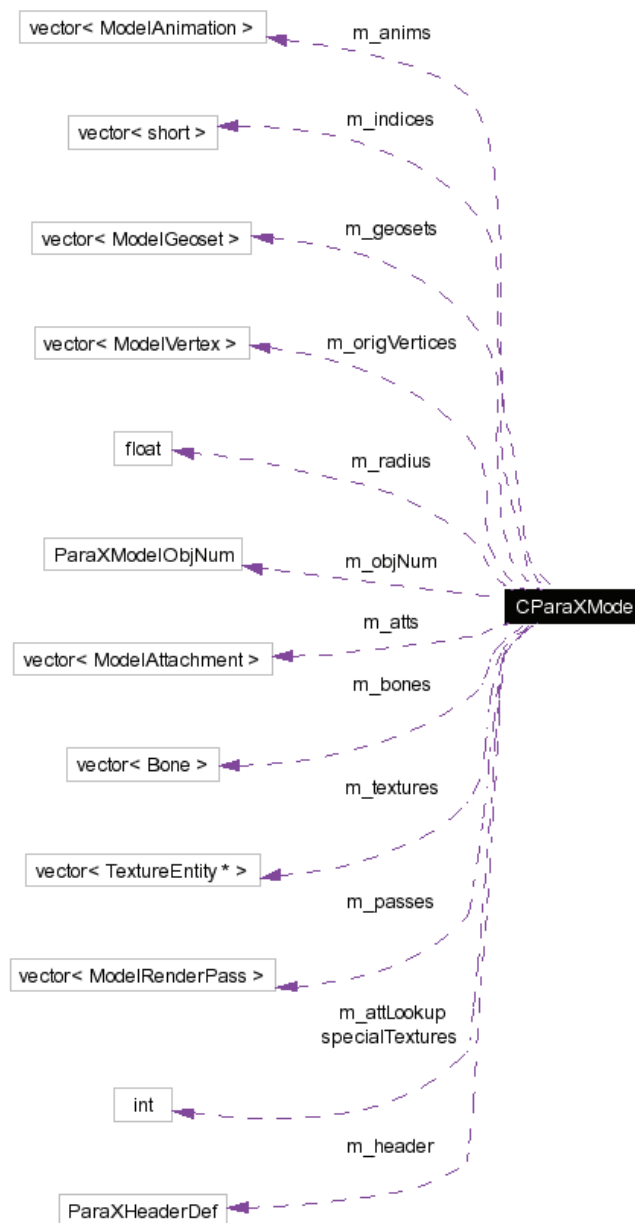 vector< ModelAnimation >
m_anims
vector< short >
m_indices
vector< ModelGeoset >
m_geosets
vector< ModelVertex >
m_origVertices
float
m_radius
ParaXModelObjNum
m_objNum
CParaXModel
m_atts
vector< ModelAttachment >
m_bones
vector< Bone >
m_textures
vector< TextureEntity * >
m_passes
vector< ModelRenderPass >
m_attLookup
specialTextures
int
m_header
ParaXHeaderDef